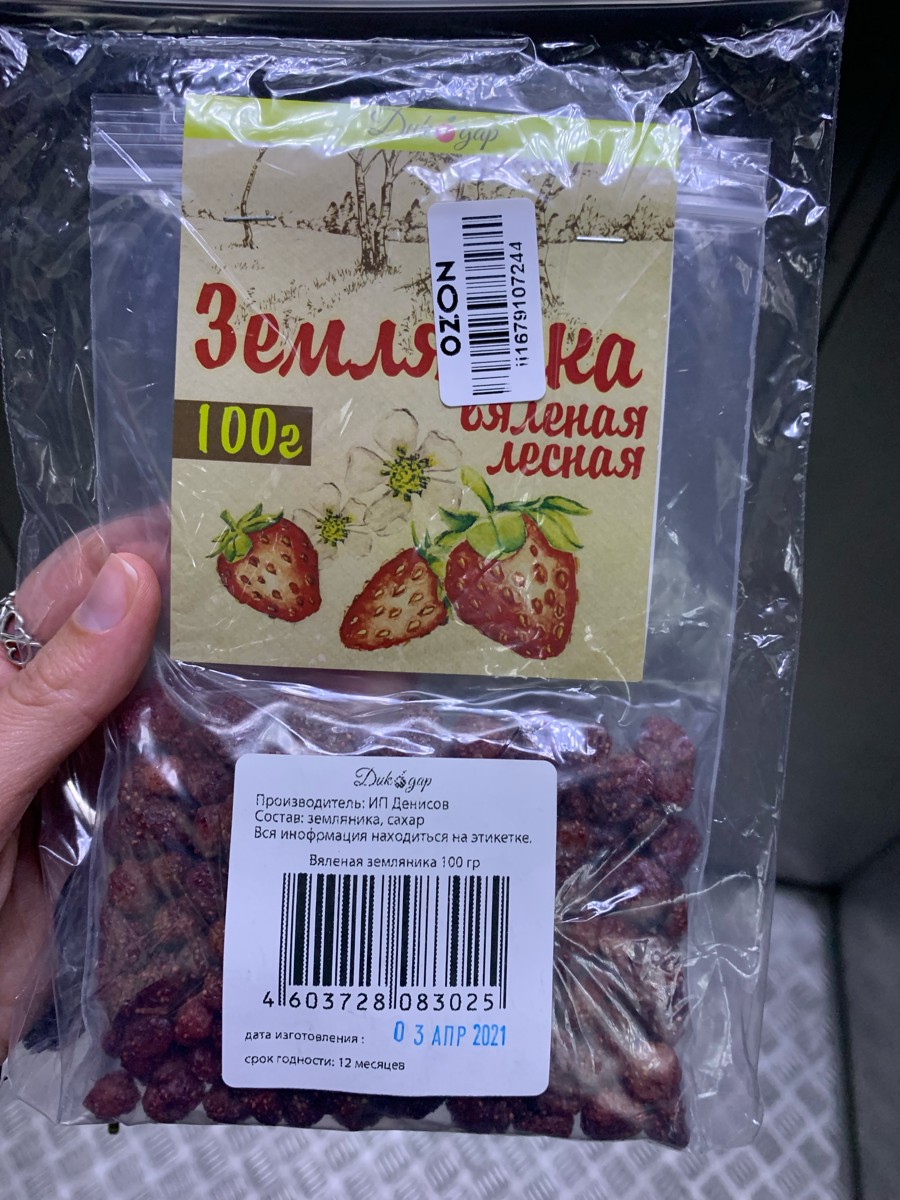 Дикодар
OZON
ii1679107244
Земляника
100г
вяленая
лесная
Дикодар
Производитель: ИП Денисов
Состав: земляника, сахар
Вся инофрмация находиться на этикетке.
Вяленая земляника 100 гр
4 603728 083025
дата изготовления : 03 АПР 2021
срок годности: 12 месяцев